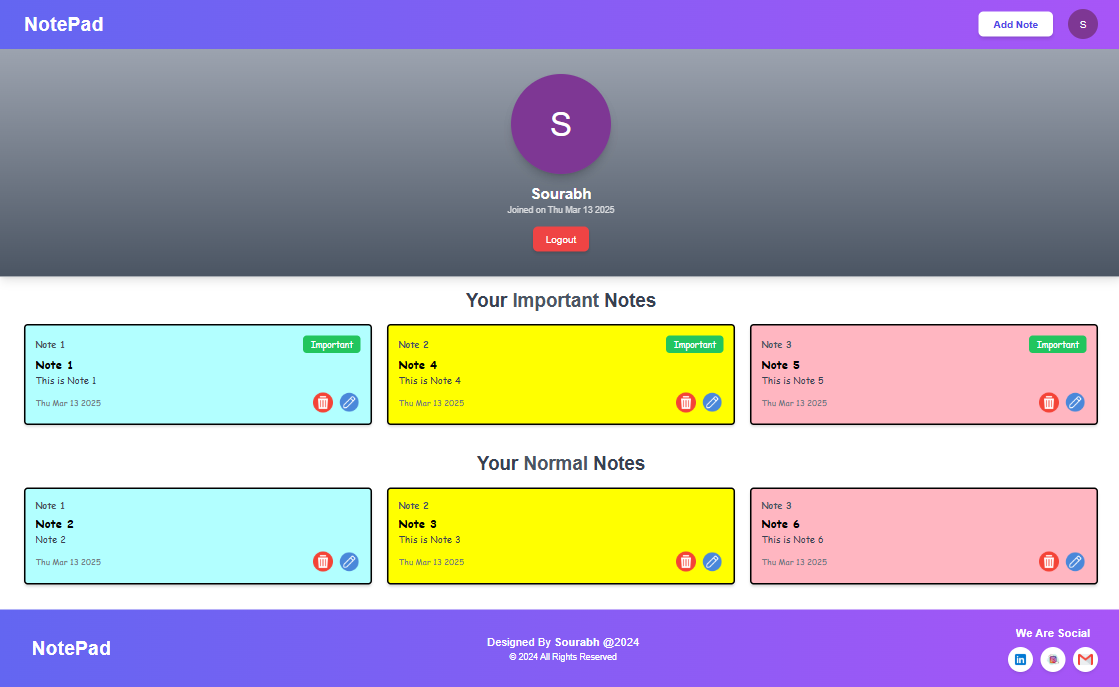 NotePad
Add Note
S
S
Sourabh
Joined on Thu Mar 13 2025
Logout
Your Important Notes
Note 1
Important
Note 1
This is Note 1
Thu Mar 13 2025
Note 2
Important
Note 4
This is Note 4
Thu Mar 13 2025
Note 3
Important
Note 5
This is Note 5
Thu Mar 13 2025
Your Normal Notes
Note 1
Note 2
Note 2
Thu Mar 13 2025
Note 2
Note 3
This is Note 3
Thu Mar 13 2025
Note 3
Note 6
This is Note 6
Thu Mar 13 2025
NotePad
Designed By Sourabh @2024
© 2024 All Rights Reserved
We Are Social
in